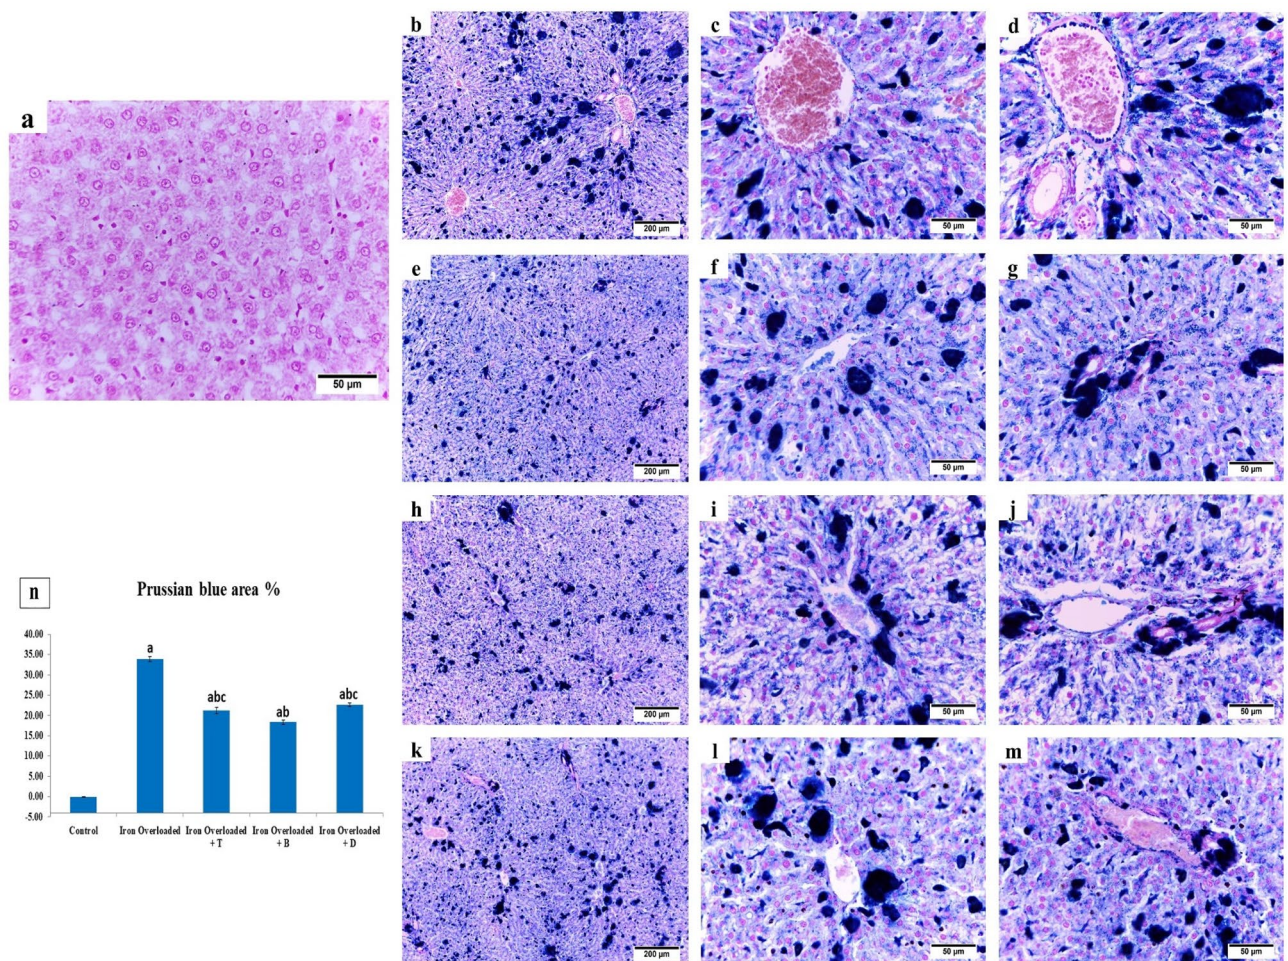 a
50 µm
b
200 µm
c
50 µm
d
50 µm
e
200 µm
f
50 µm
g
50 µm
h
200 µm
i
50 µm
j
50 µm
k
200 µm
l
50 µm
m
50 µm
n
Prussian blue area %
40.00
35.00
30.00
25.00
20.00
15.00
10.00
5.00
0.00
-5.00
a
abc
ab
abc
Control
Iron Overloaded
Iron Overloaded
+ T
Iron Overloaded
+ B
Iron Overloaded
+ D